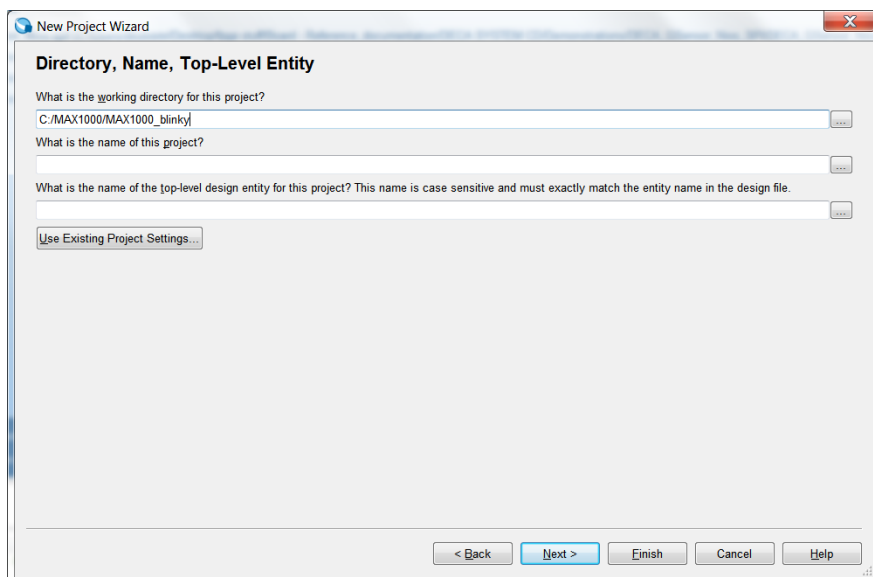 New Project Wizard
X
Directory, Name, Top-Level Entity
What is the working directory for this project?
C:/MAX1000/MAX1000_blinky
...
What is the name of this project?
...
What is the name of the top-level design entity for this project? This name is case sensitive and must exactly match the entity name in the design file.
...
Use Existing Project Settings...
< Back Next > Finish Cancel Help